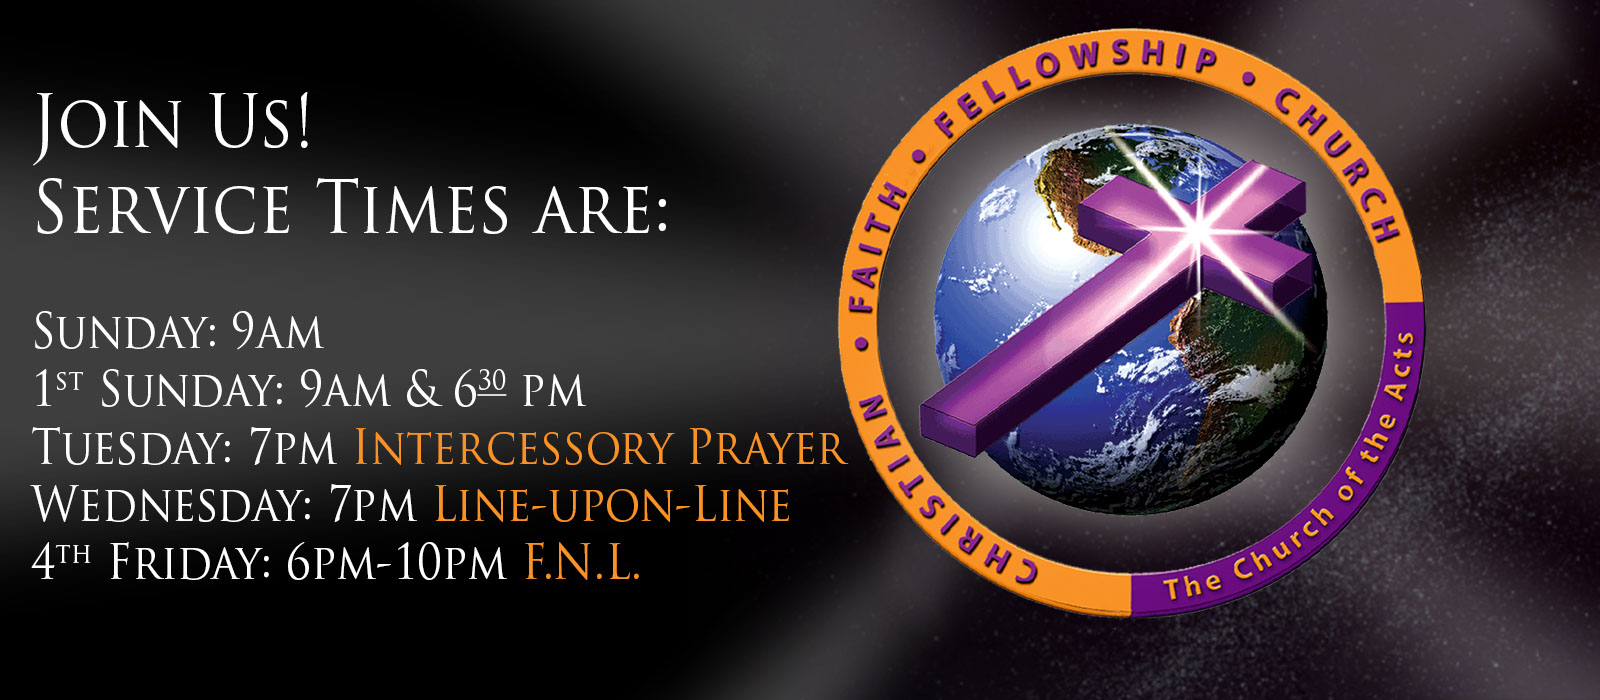 Join Us!
Service Times are:
Sunday: 9am
1st Sunday: 9am & 630 pm
Tuesday: 7pm Intercessory Prayer
Wednesday: 7pm Line-upon-Line
4th Friday: 6pm-10pm F.N.L.
CHRISTIAN • FAITH • FELLOWSHIP • CHURCH
The Church of the Acts